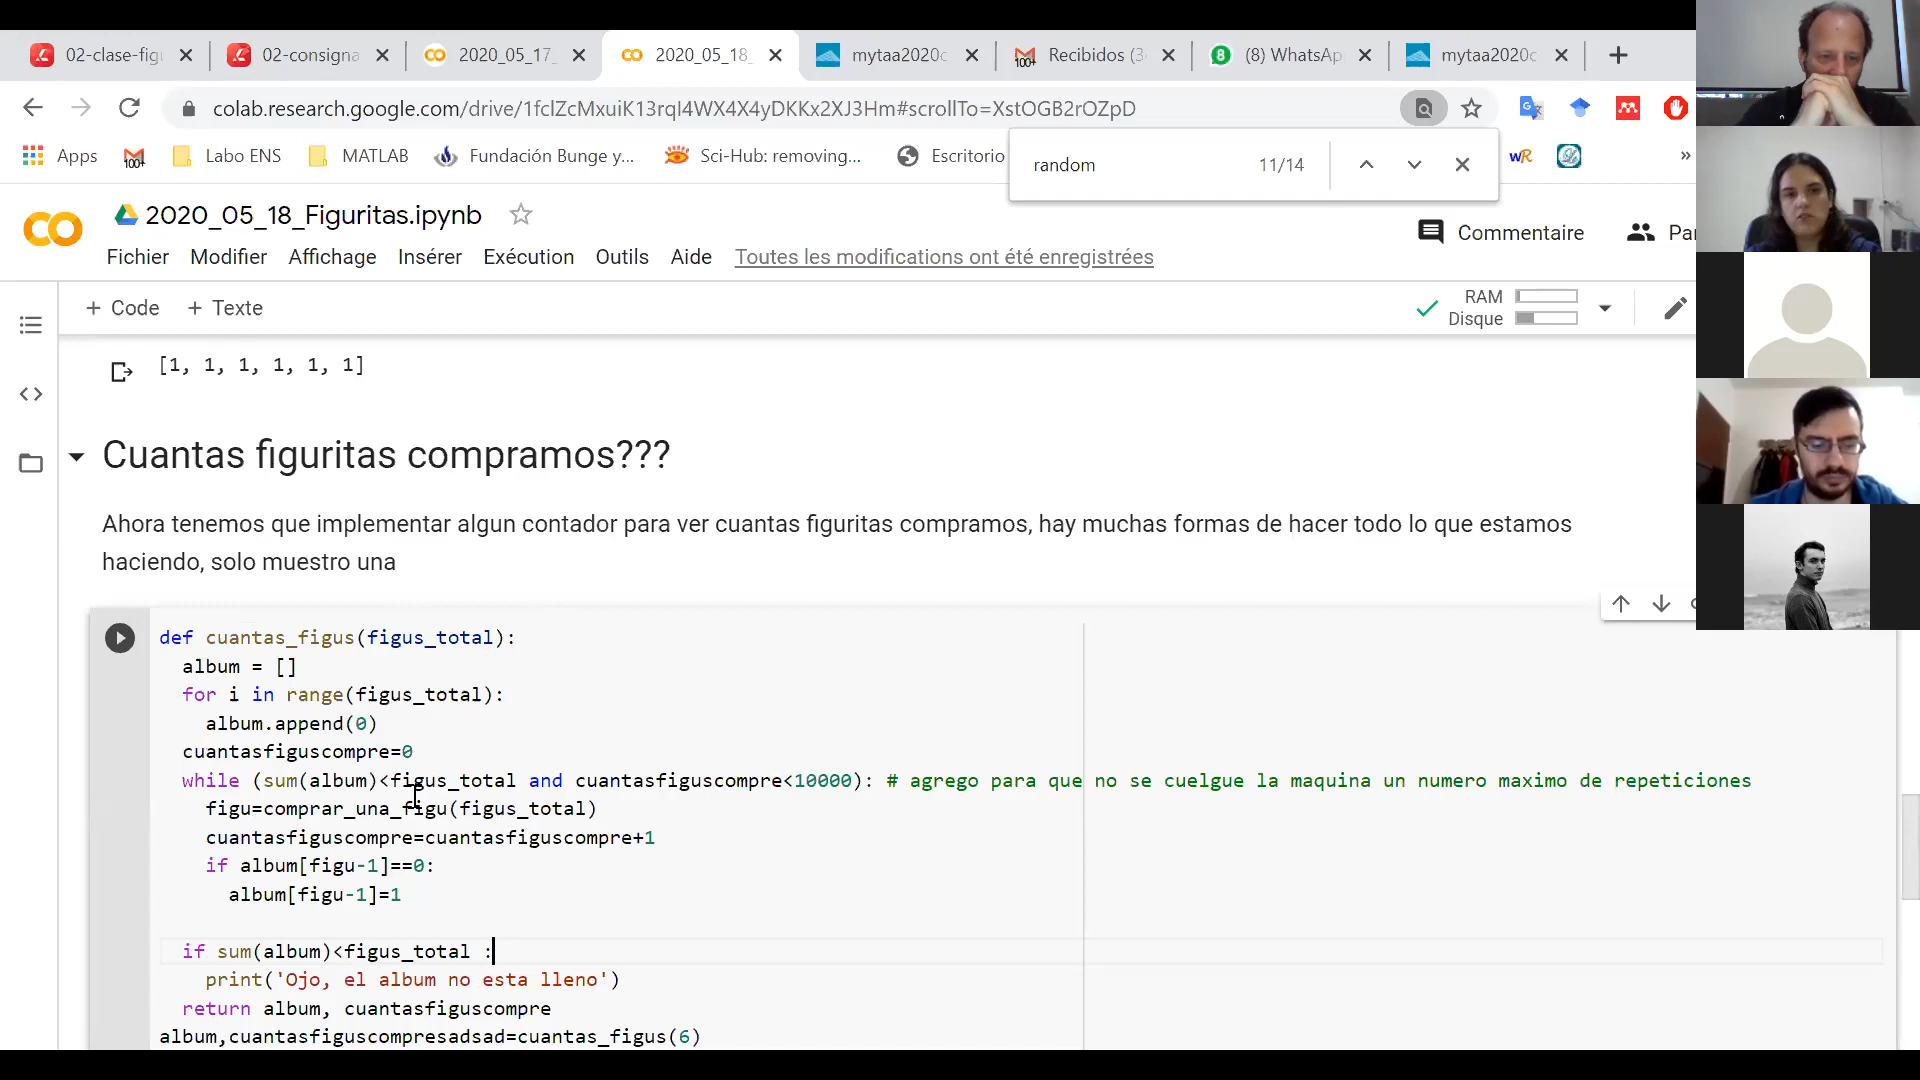 02-clase-fig
02-consigna
2020_05_17_
2020_05_18_
mytaa2020c
Recibidos (3
(8) WhatsAp
mytaa2020c
colab.research.google.com/drive/1fclZcMxuiK13rqI4WX4X4yDKKx2XJ3Hm#scrollTo=XstOGB2rOZpD
Apps
100+
Labo ENS
MATLAB
Fundación Bunge y...
Sci-Hub: removing...
Escritorio
random
11/14
wR
»
2020_05_18_Figuritas.ipynb
Commentaire
Par
Fichier Modifier Affichage Insérer Exécution Outils Aide Toutes les modifications ont été enregistrées
+ Code + Texte
RAM
Disque
[1, 1, 1, 1, 1, 1]
Cuantas figuritas compramos???
Ahora tenemos que implementar algun contador para ver cuantas figuritas compramos, hay muchas formas de hacer todo lo que estamos
haciendo, solo muestro una
def cuantas_figus(figus_total):
album = []
for i in range(figus_total):
album.append(0)
cuantasfiguscompre=0
while (sum(album)<figus_total and cuantasfiguscompre<10000): # agrego para que no se cuelgue la maquina un numero maximo de repeticiones
figu=comprar_una_figu(figus_total)
cuantasfiguscompre=cuantasfiguscompre+1
if album[figu-1]==0:
album[figu-1]=1
if sum(album)<figus_total :
print('Ojo, el album no esta lleno')
return album, cuantasfiguscompre
album,cuantasfiguscompresadsad=cuantas_figus(6)